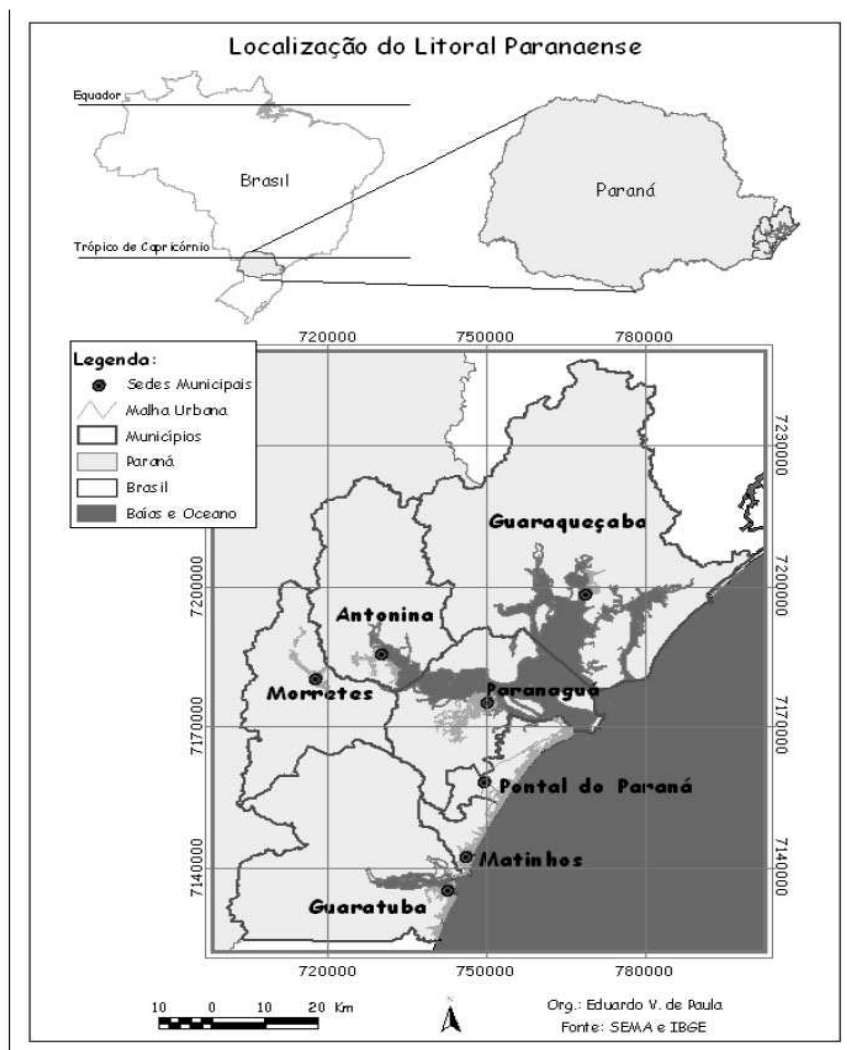 Localização do Litoral Paranaense
Equador
Brasil
Paraná
Trópico de Capricórnio
720000 750000 780000
Legenda:
Sedes Municipais
Malha Urbana
Municípios
Paraná
Brasil
Baías e Oceano
7230000
Guaraqueçaba
7200000 7200000
Antonina
Morretes
Paranaguá
7170000 7170000
Pontal do Paraná
Matinhos
7140000 7140000
Guaratuba
720000 750000 780000
10 0 10 20 Km
N
Org.: Eduardo V. de Paula
Fonte: SEMA e IBGE